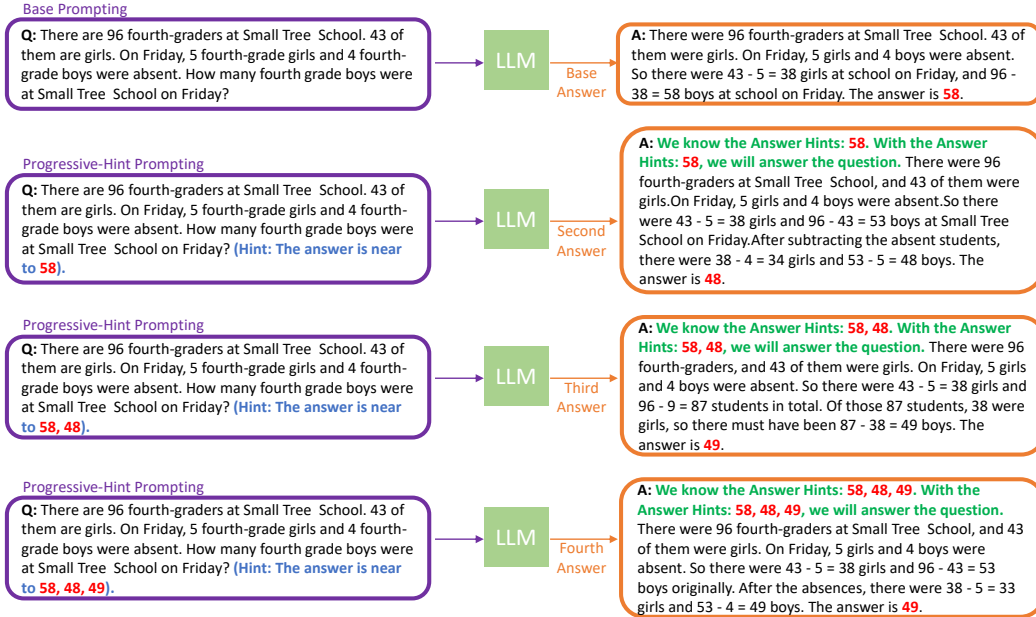 Base Prompting
Q: There are 96 fourth-graders at Small Tree School. 43 of
them are girls. On Friday, 5 fourth-grade girls and 4 fourth-
grade boys were absent. How many fourth grade boys were
at Small Tree School on Friday?
LLM
Base
Answer
A: There were 96 fourth-graders at Small Tree School. 43 of
them were girls. On Friday, 5 girls and 4 boys were absent.
So there were 43 - 5 = 38 girls at school on Friday, and 96 -
38 = 58 boys at school on Friday. The answer is 58.
Progressive-Hint Prompting
Q: There are 96 fourth-graders at Small Tree School. 43 of
them are girls. On Friday, 5 fourth-grade girls and 4 fourth-
grade boys were absent. How many fourth grade boys were
at Small Tree School on Friday? (Hint: The answer is near
to 58).
LLM
Second
Answer
A: We know the Answer Hints: 58. With the Answer
Hints: 58, we will answer the question. There were 96
fourth-graders at Small Tree School, and 43 of them were
girls.On Friday, 5 girls and 4 boys were absent.So there
were 43 - 5 = 38 girls and 96 - 43 = 53 boys at Small Tree
School on Friday.After subtracting the absent students,
there were 38 - 4 = 34 girls and 53 - 5 = 48 boys. The
answer is 48.
Progressive-Hint Prompting
Q: There are 96 fourth-graders at Small Tree School. 43 of
them are girls. On Friday, 5 fourth-grade girls and 4 fourth-
grade boys were absent. How many fourth grade boys were
at Small Tree School on Friday? (Hint: The answer is near
to 58, 48).
LLM
Third
Answer
A: We know the Answer Hints: 58, 48. With the Answer
Hints: 58, 48, we will answer the question. There were 96
fourth-graders, and 43 of them were girls. On Friday, 5 girls
and 4 boys were absent. So there were 43 - 5 = 38 girls and
96 - 9 = 87 students in total. Of those 87 students, 38 were
girls, so there must have been 87 - 38 = 49 boys. The
answer is 49.
Progressive-Hint Prompting
Q: There are 96 fourth-graders at Small Tree School. 43 of
them are girls. On Friday, 5 fourth-grade girls and 4 fourth-
grade boys were absent. How many fourth grade boys were
at Small Tree School on Friday? (Hint: The answer is near
to 58, 48, 49).
LLM
Fourth
Answer
A: We know the Answer Hints: 58, 48, 49. With the
Answer Hints: 58, 48, 49, we will answer the question.
There were 96 fourth-graders at Small Tree School, and 43
of them were girls. On Friday, 5 girls and 4 boys were
absent. So there were 43 - 5 = 38 girls and 96 - 43 = 53
boys originally. After the absences, there were 38 - 5 = 33
girls and 53 - 4 = 49 boys. The answer is 49.